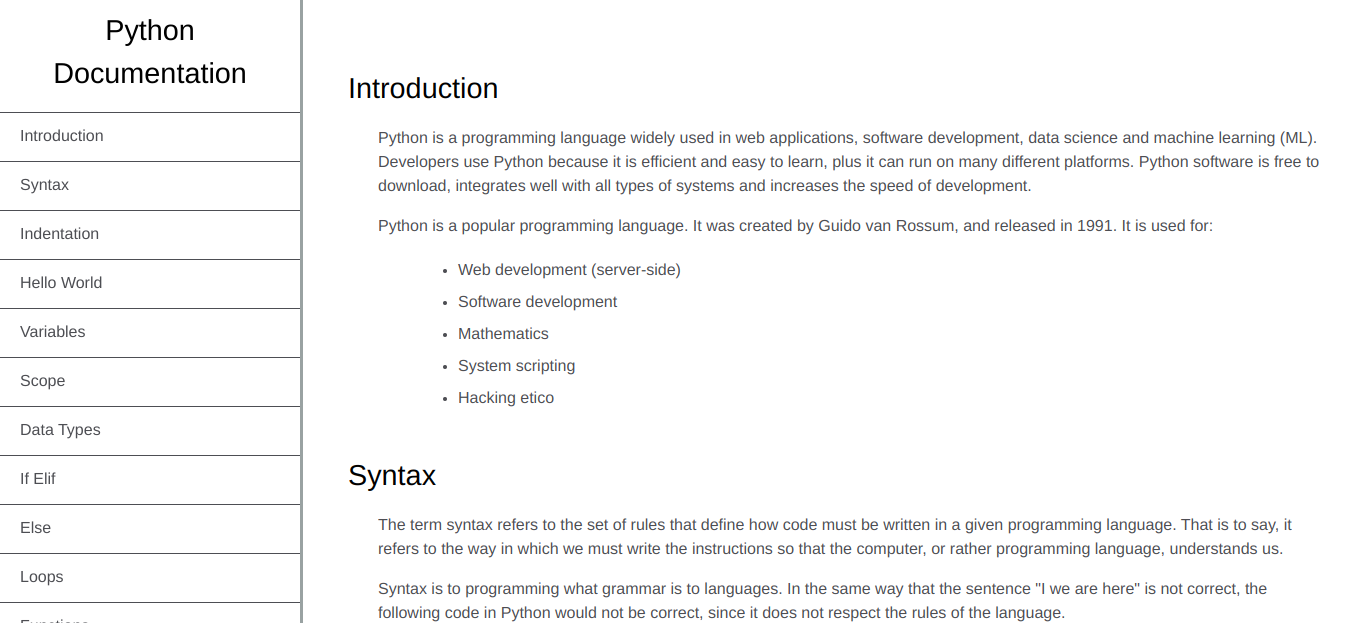 Python
Documentation
Introduction
Syntax
Indentation
Hello World
Variables
Scope
Data Types
If Elif
Else
Loops
Introduction
Python is a programming language widely used in web applications, software development, data science and machine learning (ML).
Developers use Python because it is efficient and easy to learn, plus it can run on many different platforms. Python software is free to
download, integrates well with all types of systems and increases the speed of development.
Python is a popular programming language. It was created by Guido van Rossum, and released in 1991. It is used for:
Web development (server-side)
Software development
Mathematics
System scripting
Hacking etico
Syntax
The term syntax refers to the set of rules that define how code must be written in a given programming language. That is to say, it
refers to the way in which we must write the instructions so that the computer, or rather programming language, understands us.
Syntax is to programming what grammar is to languages. In the same way that the sentence "I we are here" is not correct, the
following code in Python would not be correct, since it does not respect the rules of the language.